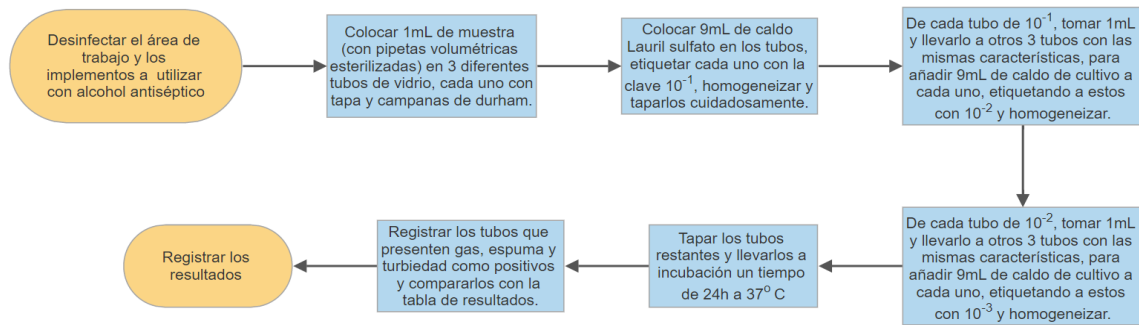 Desinfectar el área de
trabajo y los
implementos a utilizar
con alcohol antiséptico
Colocar 1mL de muestra
(con pipetas volumétricas
esterilizadas) en 3 diferentes
tubos de vidrio, cada uno con
tapa y campanas de durham.
Colocar 9mL de caldo
Lauril sulfato en los tubos,
etiquetar cada uno con la
clave 10⁻¹, homogeneizar y
taparlos cuidadosamente.
De cada tubo de 10⁻¹, tomar 1mL
y llevarlo a otros 3 tubos con las
mismas características, para
añadir 9mL de caldo de cultivo a
cada uno, etiquetando a estos
con 10⁻² y homogeneizar.
De cada tubo de 10⁻², tomar 1mL
y llevarlo a otros 3 tubos con las
mismas características, para
añadir 9mL de caldo de cultivo a
cada uno, etiquetando a estos
con 10⁻³ y homogeneizar.
Tapar los tubos
restantes y llevarlos a
incubación un tiempo
de 24h a 37° C
Registrar los tubos que
presenten gas, espuma y
turbiedad como positivos
y compararlos con la
tabla de resultados.
Registrar los
resultados